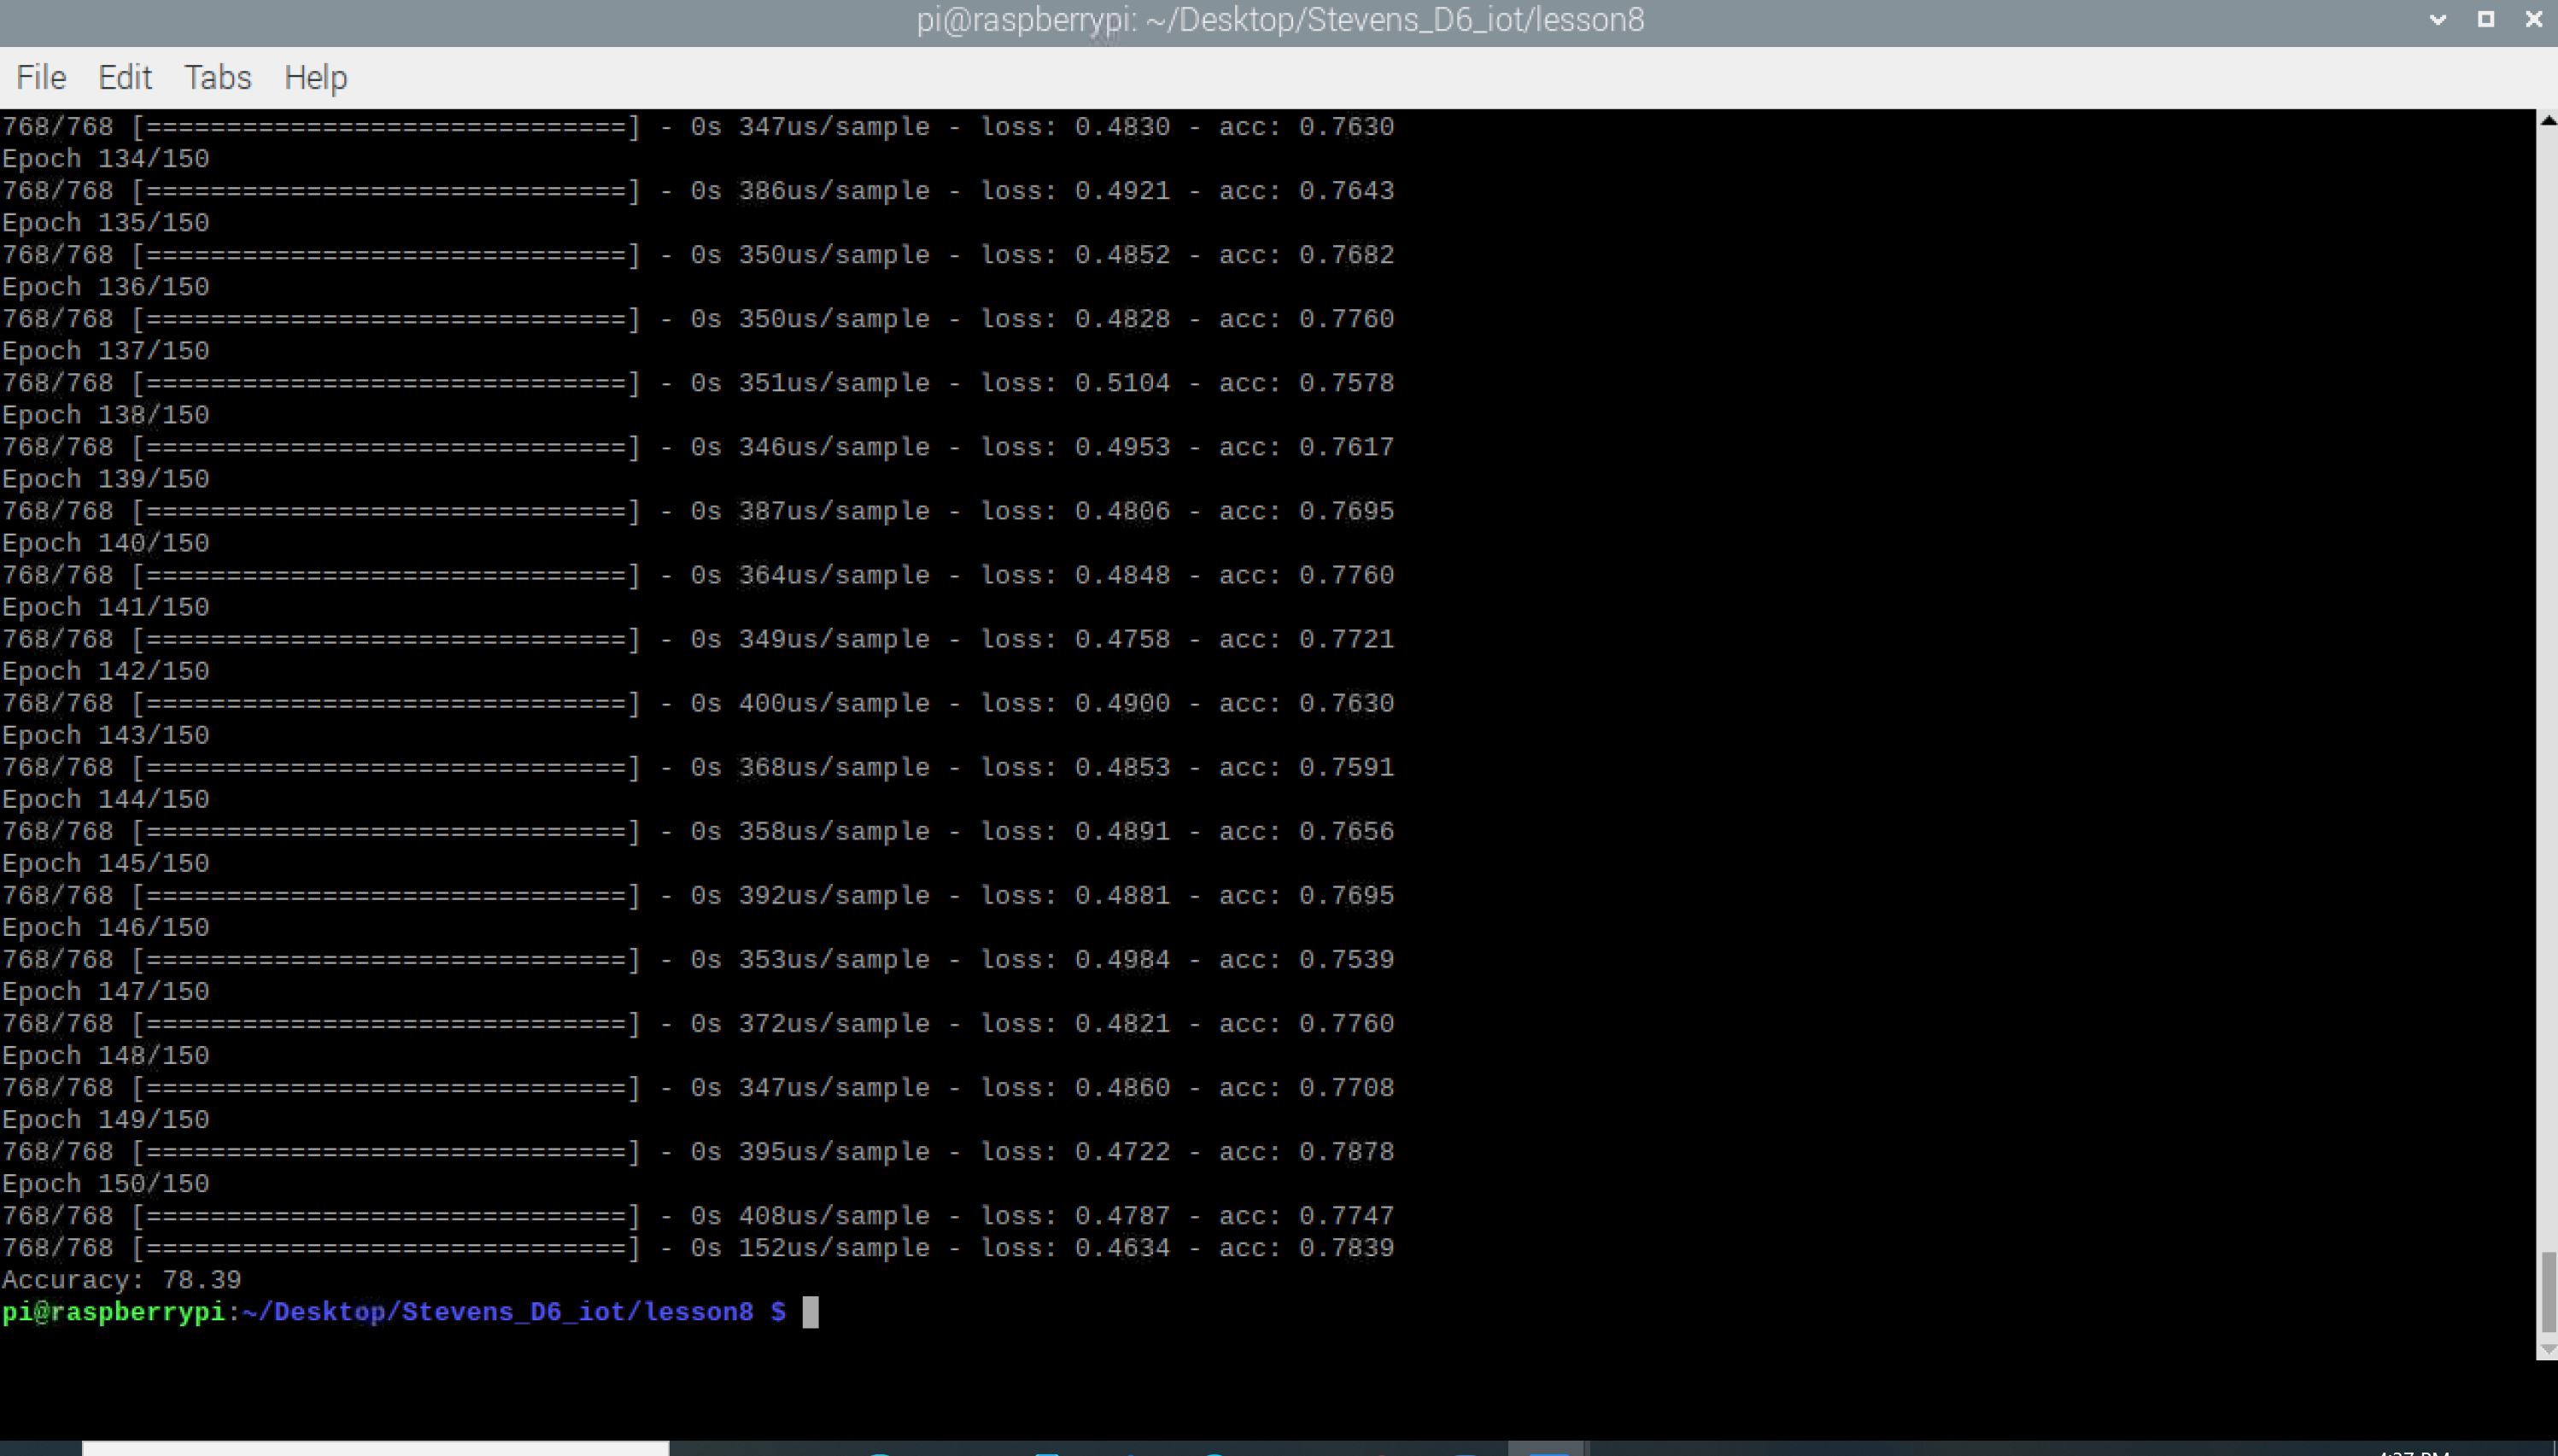 pi@raspberrypi: ~/Desktop/Stevens_D6_iot/lesson8
File Edit Tabs Help
768/768 [==============================] - 0s 347us/sample - loss: 0.4830 - acc: 0.7630
Epoch 134/150
768/768 [==============================] - 0s 386us/sample - loss: 0.4921 - acc: 0.7643
Epoch 135/150
768/768 [==============================] - 0s 350us/sample - loss: 0.4852 - acc: 0.7682
Epoch 136/150
768/768 [==============================] - 0s 350us/sample - loss: 0.4828 - acc: 0.7760
Epoch 137/150
768/768 [==============================] - 0s 351us/sample - loss: 0.5104 - acc: 0.7578
Epoch 138/150
768/768 [==============================] - 0s 346us/sample - loss: 0.4953 - acc: 0.7617
Epoch 139/150
768/768 [==============================] - 0s 387us/sample - loss: 0.4806 - acc: 0.7695
Epoch 140/150
768/768 [==============================] - 0s 364us/sample - loss: 0.4848 - acc: 0.7760
Epoch 141/150
768/768 [==============================] - 0s 349us/sample - loss: 0.4758 - acc: 0.7721
Epoch 142/150
768/768 [==============================] - 0s 400us/sample - loss: 0.4900 - acc: 0.7630
Epoch 143/150
768/768 [==============================] - 0s 368us/sample - loss: 0.4853 - acc: 0.7591
Epoch 144/150
768/768 [==============================] - 0s 358us/sample - loss: 0.4891 - acc: 0.7656
Epoch 145/150
768/768 [==============================] - 0s 392us/sample - loss: 0.4881 - acc: 0.7695
Epoch 146/150
768/768 [==============================] - 0s 353us/sample - loss: 0.4984 - acc: 0.7539
Epoch 147/150
768/768 [==============================] - 0s 372us/sample - loss: 0.4821 - acc: 0.7760
Epoch 148/150
768/768 [==============================] - 0s 347us/sample - loss: 0.4860 - acc: 0.7708
Epoch 149/150
768/768 [==============================] - 0s 395us/sample - loss: 0.4722 - acc: 0.7878
Epoch 150/150
768/768 [==============================] - 0s 408us/sample - loss: 0.4787 - acc: 0.7747
768/768 [==============================] - 0s 152us/sample - loss: 0.4634 - acc: 0.7839
Accuracy: 78.39
pi@raspberrypi:~/Desktop/Stevens_D6_iot/lesson8 $